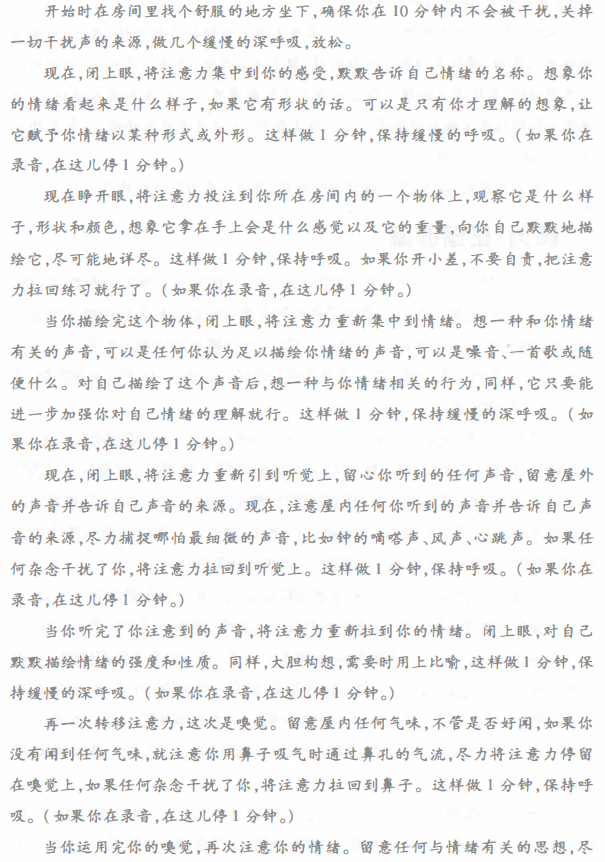 开始时在房间里找个舒服的地方坐下,确保你在 10 分钟内不会被干扰,关掉
一切干扰声的来源,做几个缓慢的深呼吸,放松。
现在,闭上眼,将注意力集中到你的感受,默默告诉自己情绪的名称。想象你
的情绪看起来是什么样子,如果它有形状的话。可以是只有你才理解的想象,让
它赋予你情绪以某种形式或外形。这样做 1 分钟,保持缓慢的呼吸。(如果你在
录音,在这儿停 1 分钟。)
现在睁开眼,将注意力投注到你所在房间内的一个物体上,观察它是什么样
子,形状和颜色,想象它拿在手上会是什么感觉以及它的重量,向你自己默默地描
绘它,尽可能地详尽。这样做 1 分钟,保持呼吸。如果你开小差,不要自责,把注意
力拉回练习就行了。(如果你在录音,在这儿停 1 分钟。)
当你描绘完这个物体,闭上眼,将注意力重新集中到情绪。想一种和你情绪
有关的声音,可以是任何你认为足以描绘你情绪的声音,可以是噪音、一首歌或随
便什么。对自己描绘了这个声音后,想一种与你情绪相关的行为,同样,它只要能
进一步加强你对自己情绪的理解就行。这样做 1 分钟,保持缓慢的深呼吸。(如
果你在录音,在这儿停 1 分钟。)
现在,闭上眼,将注意力重新引到听觉上,留心你听到的任何声音,留意屋外
的声音并告诉自己声音的来源。现在,注意屋内任何你听到的声音并告诉自己声
音的来源,尽力捕捉哪怕最细微的声音,比如钟的嘀嗒声、风声、心跳声。如果任
何杂念干扰了你,将注意力拉回到听觉上。这样做 1 分钟,保持呼吸。(如果你在
录音,在这儿停 1 分钟。)
当你听完了你注意到的声音,将注意力重新拉到你的情绪。闭上眼,对自己
默默描绘情绪的强度和性质。同样,大胆构想,需要时用上比喻,这样做 1 分钟,保
持缓慢的深呼吸。(如果你在录音,在这儿停 1 分钟。)
再一次转移注意力,这次是嗅觉。留意屋内任何气味,不管是否好闻,如果你
没有闻到任何气味,就注意你用鼻子吸气时通过鼻孔的气流,尽力将注意力停留
在嗅觉上,如果任何杂念干扰了你,将注意力拉回到鼻子。这样做 1 分钟,保持呼
吸。(如果你在录音,在这儿停 1 分钟。)
当你运用完你的嗅觉,再次注意你的情绪。留意任何与情绪有关的思想,尽